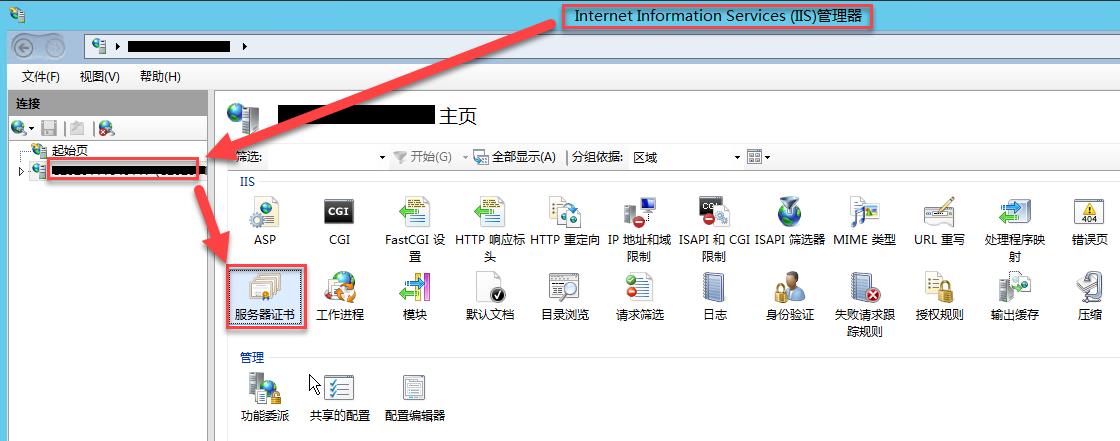 Internet Information Services (IIS)管理器
文件(F) 视图(V) 帮助(H)
连接
主页
起始页
筛选: 开始(G) 全部显示(A) 分组依据: 区域
IIS
ASP
CGI
FastCGI 设置
HTTP 响应标头
HTTP 重定向
IP 地址和域限制
ISAPI 和 CGI 限制
ISAPI 筛选器
MIME 类型
URL 重写
处理程序映射
错误页
服务器证书
工作进程
模块
默认文档
目录浏览
请求筛选
日志
身份验证
失败请求跟踪规则
授权规则
输出缓存
压缩
管理
功能委派
共享的配置
配置编辑器